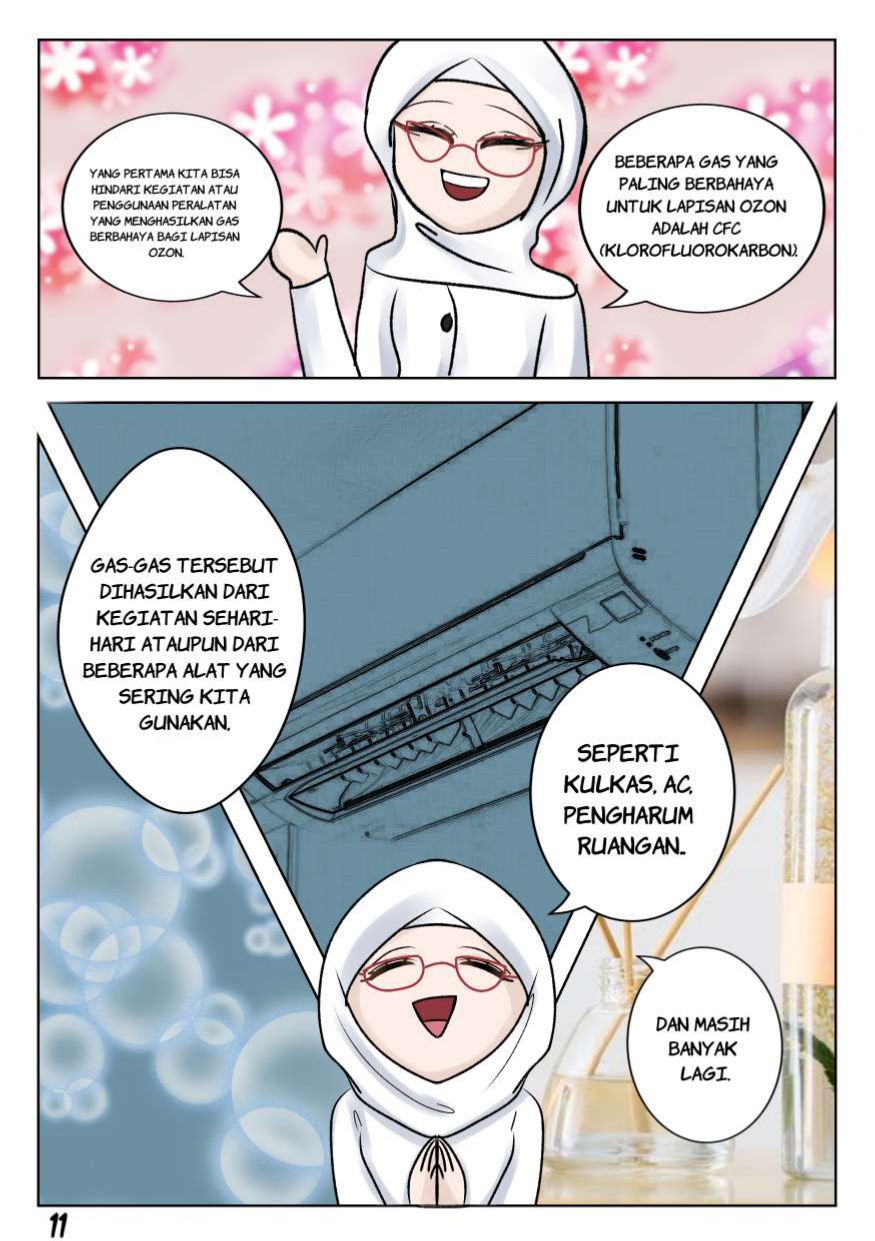 YANG PERTAMA KITA BISA
HINDARI KEGIATAN ATAU
PENGGUNAAN PERALATAN
YANG MENGHASILKAN GAS
BERBAHAYA BAGI LAPISAN
OZON.
BEBERAPA GAS YANG
PALING BERBAHAYA
UNTUK LAPISAN OZON
ADALAH CFC
(KLOROFLUOROKARBON).
GAS-GAS TERSEBUT
DIHASILKAN DARI
KEGIATAN SEHARI-
HARI ATAUPUN DARI
BEBERAPA ALAT YANG
SERING KITA
GUNAKAN,
SEPERTI
KULKAS, AC,
PENGHARUM
RUANGAN..
DAN MASIH
BANYAK
LAGI.
11